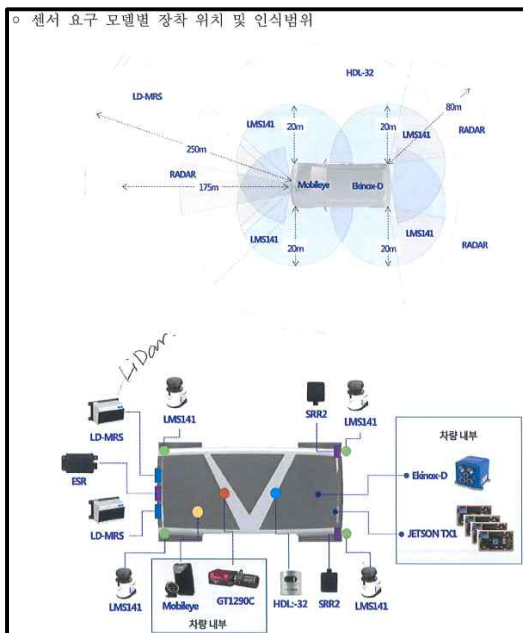 ○ 센서 요구 모델별 장착 위치 및 인식범위
HDL-32
LD-MRS
80m
LMS141
20m
20m
LMS141
RADAR
250m
RADAR
175m
Mobileye
Ekinox-D
LMS141
20m
20m
LMS141
RADAR
LiDar.
LMS141
SRR2
LMS141
LD-MRS
차량 내부
ESR
Ekinox-D
LD-MRS
JETSON TX1
LMS141
Mobileye
GT1290C
HDL:-32
SRR2
LMS141
차량 내부